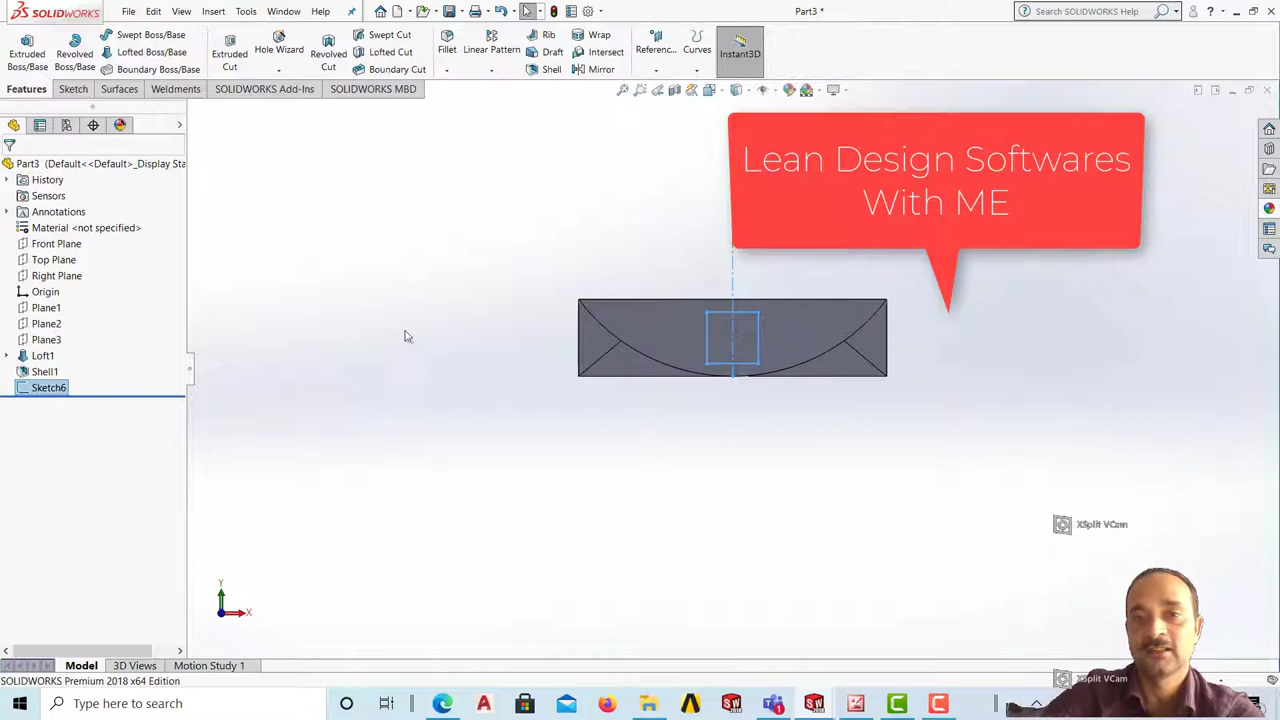 SOLIDWORKS
File
Edit
View
Insert
Tools
Window
Help
Part3 *
Search SOLIDWORKS Help
Extruded Boss/Base
Revolved Boss/Base
Swept Boss/Base
Lofted Boss/Base
Boundary Boss/Base
Extruded Cut
Hole Wizard
Revolved Cut
Swept Cut
Lofted Cut
Boundary Cut
Fillet
Linear Pattern
Rib
Draft
Shell
Wrap
Intersect
Mirror
Referenc...
Curves
Instant3D
Features
Sketch
Surfaces
Weldments
SOLIDWORKS Add-Ins
SOLIDWORKS MBD
Part3 (Default<<Default>_Display Sta
History
Sensors
Annotations
Material <not specified>
Front Plane
Top Plane
Right Plane
Origin
Plane1
Plane2
Plane3
Loft1
Shell1
Sketch6
Lean Design Softwares
With ME
XSplit VCam
Y
X
Model
3D Views
Motion Study 1
SOLIDWORKS Premium 2018 x64 Edition
XSplit VCam
Type here to search